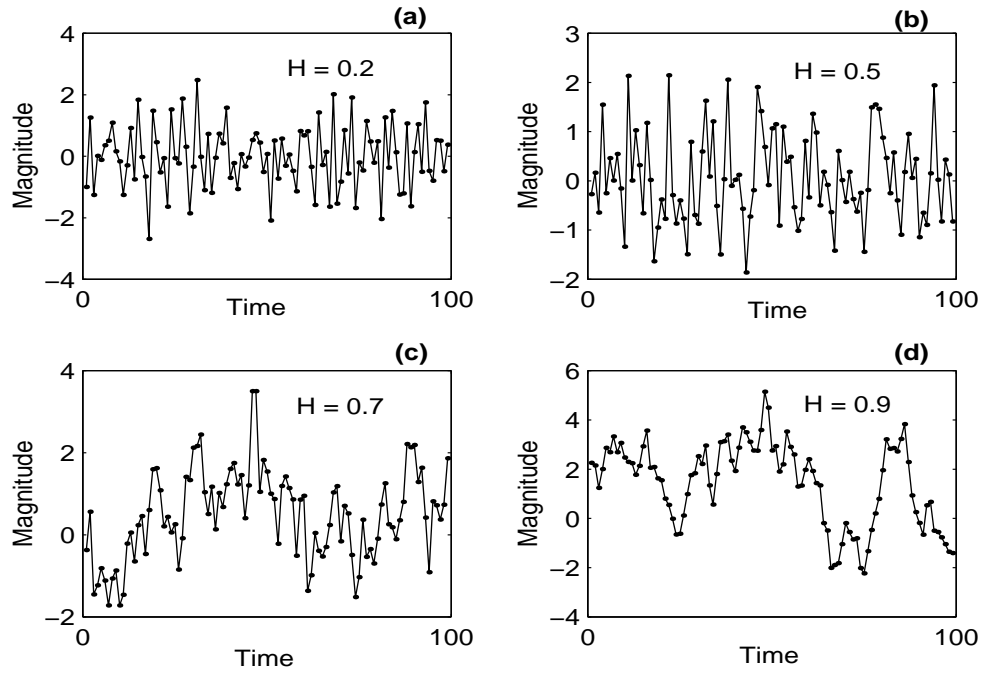 (a)
H = 0.2
4
2
0
−2
−4
Magnitude
0
Time
100
(b)
H = 0.5
3
2
1
0
−1
−2
Magnitude
0
Time
100
(c)
H = 0.7
4
2
0
−2
Magnitude
0
Time
100
(d)
H = 0.9
6
4
2
0
−2
−4
Magnitude
0
Time
100